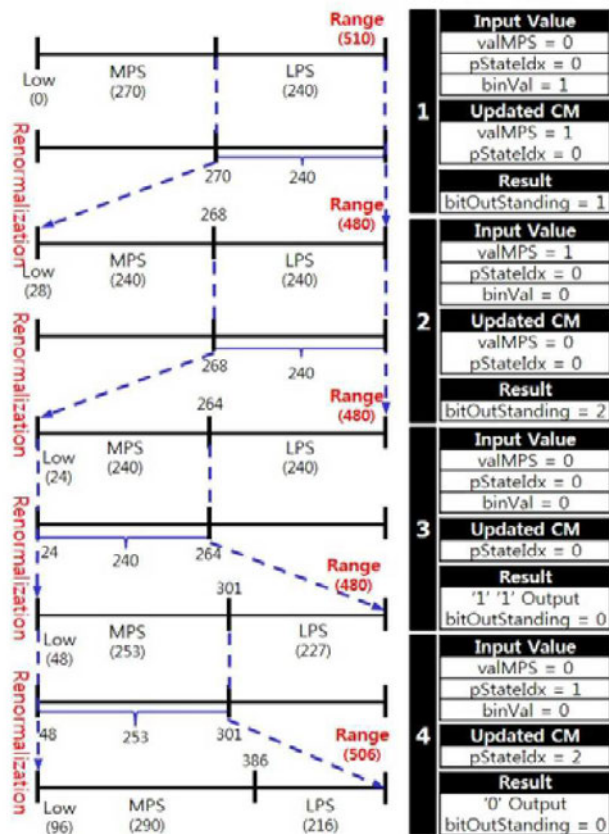 Range
(510)
Low
(0)
MPS
(270)
LPS
(240)
Renormalization
270
240
268
Range
(480)
Low
(28)
MPS
(240)
LPS
(240)
Renormalization
268
240
264
Range
(480)
Low
(24)
MPS
(240)
LPS
(240)
Renormalization
24
240
264
Range
(480)
301
Low
(48)
MPS
(253)
LPS
(227)
Renormalization
48
253
301
Range
(506)
386
Low
(96)
MPS
(290)
LPS
(216)
1
Input Value
valMPS = 0
pStateIdx = 0
binVal = 1
Updated CM
valMPS = 1
pStateIdx = 0
Result
bitOutStanding = 1
2
Input Value
valMPS = 1
pStateIdx = 0
binVal = 0
Updated CM
valMPS = 0
pStateIdx = 0
Result
bitOutStanding = 2
3
Input Value
valMPS = 0
pStateIdx = 0
binVal = 0
Updated CM
pStateIdx = 0
Result
'1' '1' Output
bitOutStanding = 0
4
Input Value
valMPS = 0
pStateIdx = 1
binVal = 0
Updated CM
pStateIdx = 2
Result
'0' Output
bitOutStanding = 0